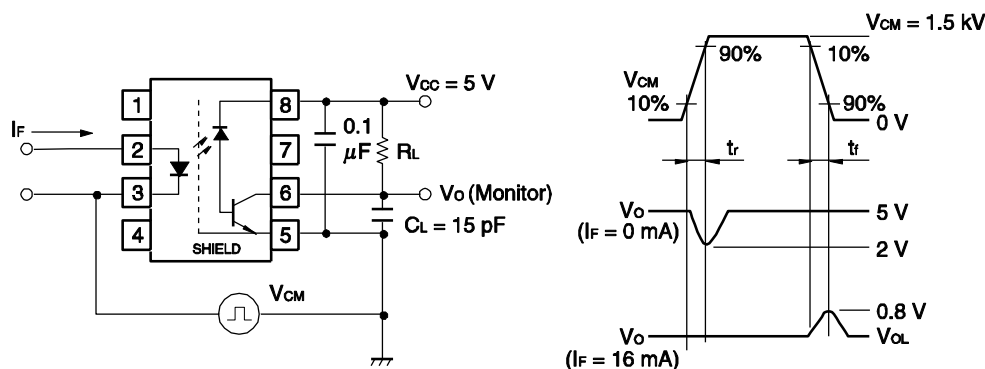 1
2
3
4
8
7
6
5
SHIELD
IF
VCC = 5 V
0.1
μF
RL
VO (Monitor)
CL = 15 pF
VCM
VCM = 1.5 kV
90%
10%
VCM
10%
90%
0 V
tr
tf
VO
(IF = 0 mA)
5 V
2 V
0.8 V
VO
VOL
(IF = 16 mA)